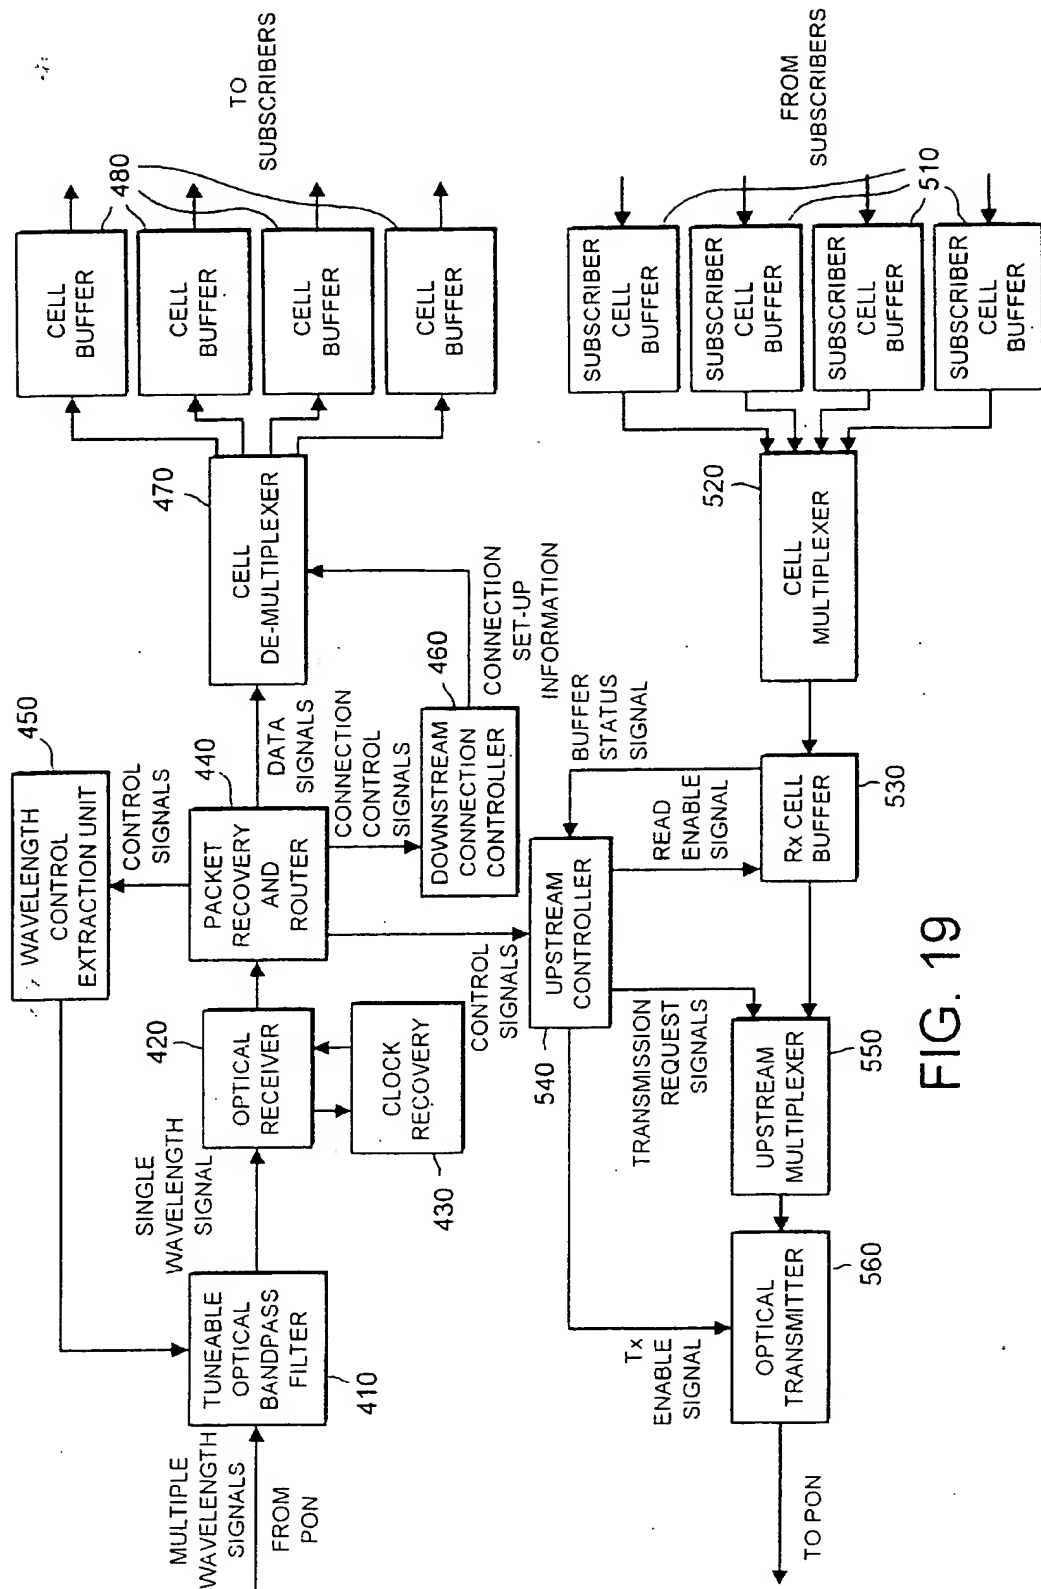 MULTIPLE
WAVELENGTH
SIGNALS
FROM
PON
TUNEABLE
OPTICAL
BANDPASS
FILTER
410
SINGLE
WAVELENGTH
SIGNAL
OPTICAL
RECEIVER
420
CLOCK
RECOVERY
430
WAVELENGTH
CONTROL
EXTRACTION UNIT
450
CONTROL
SIGNALS
PACKET
RECOVERY
AND
ROUTER
440
DATA
SIGNALS
CONNECTION
CONTROL
SIGNALS
DOWNSTREAM
CONNECTION
CONTROLLER
460
CONNECTION
SET-UP
INFORMATION
CELL
DE-MULTIPLEXER
470
CELL
BUFFER
CELL
BUFFER
CELL
BUFFER
CELL
BUFFER
480
TO
SUBSCRIBERS
CONTROL
SIGNALS
UPSTREAM
CONTROLLER
540
BUFFER
STATUS
SIGNAL
READ
ENABLE
SIGNAL
TRANSMISSION
REQUEST
SIGNALS
Tx
ENABLE
SIGNAL
TO PON
OPTICAL
TRANSMITTER
560
UPSTREAM
MULTIPLEXER
550
Rx CELL
BUFFER
530
CELL
MULTIPLEXER
520
SUBSCRIBER
CELL
BUFFER
SUBSCRIBER
CELL
BUFFER
SUBSCRIBER
CELL
BUFFER
SUBSCRIBER
CELL
BUFFER
510
FROM
SUBSCRIBERS
FIG. 19